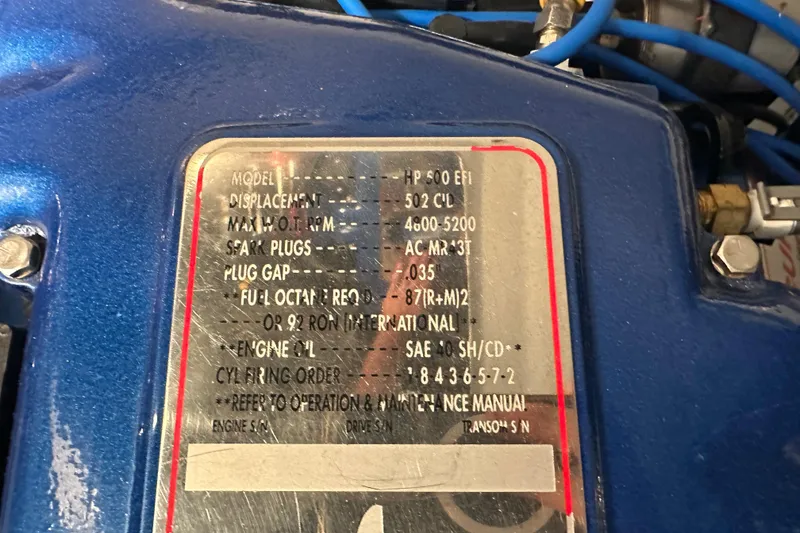 MODEL - - - - - - - - - - - - - HP 500 EFI
DISPLACEMENT - - - - - - - 502 CID
MAX W.O.T. RPM - - - - - - 4600-5200
SPARK PLUGS - - - - - - - - AC-MR43T
PLUG GAP - - - - - - - - - - - .035"
**FUEL OCTANE REQ'D - - - 87(R+M)2
- - - - OR 92 RON (INTERNATIONAL)**
**ENGINE OIL - - - - - - - - SAE 40 SH/CD**
CYL FIRING ORDER - - - - - 1-8-4-3-6-5-7-2
**REFER TO OPERATION & MAINTENANCE MANUAL
ENGINE S/N DRIVE S/N TRANSOM S/N